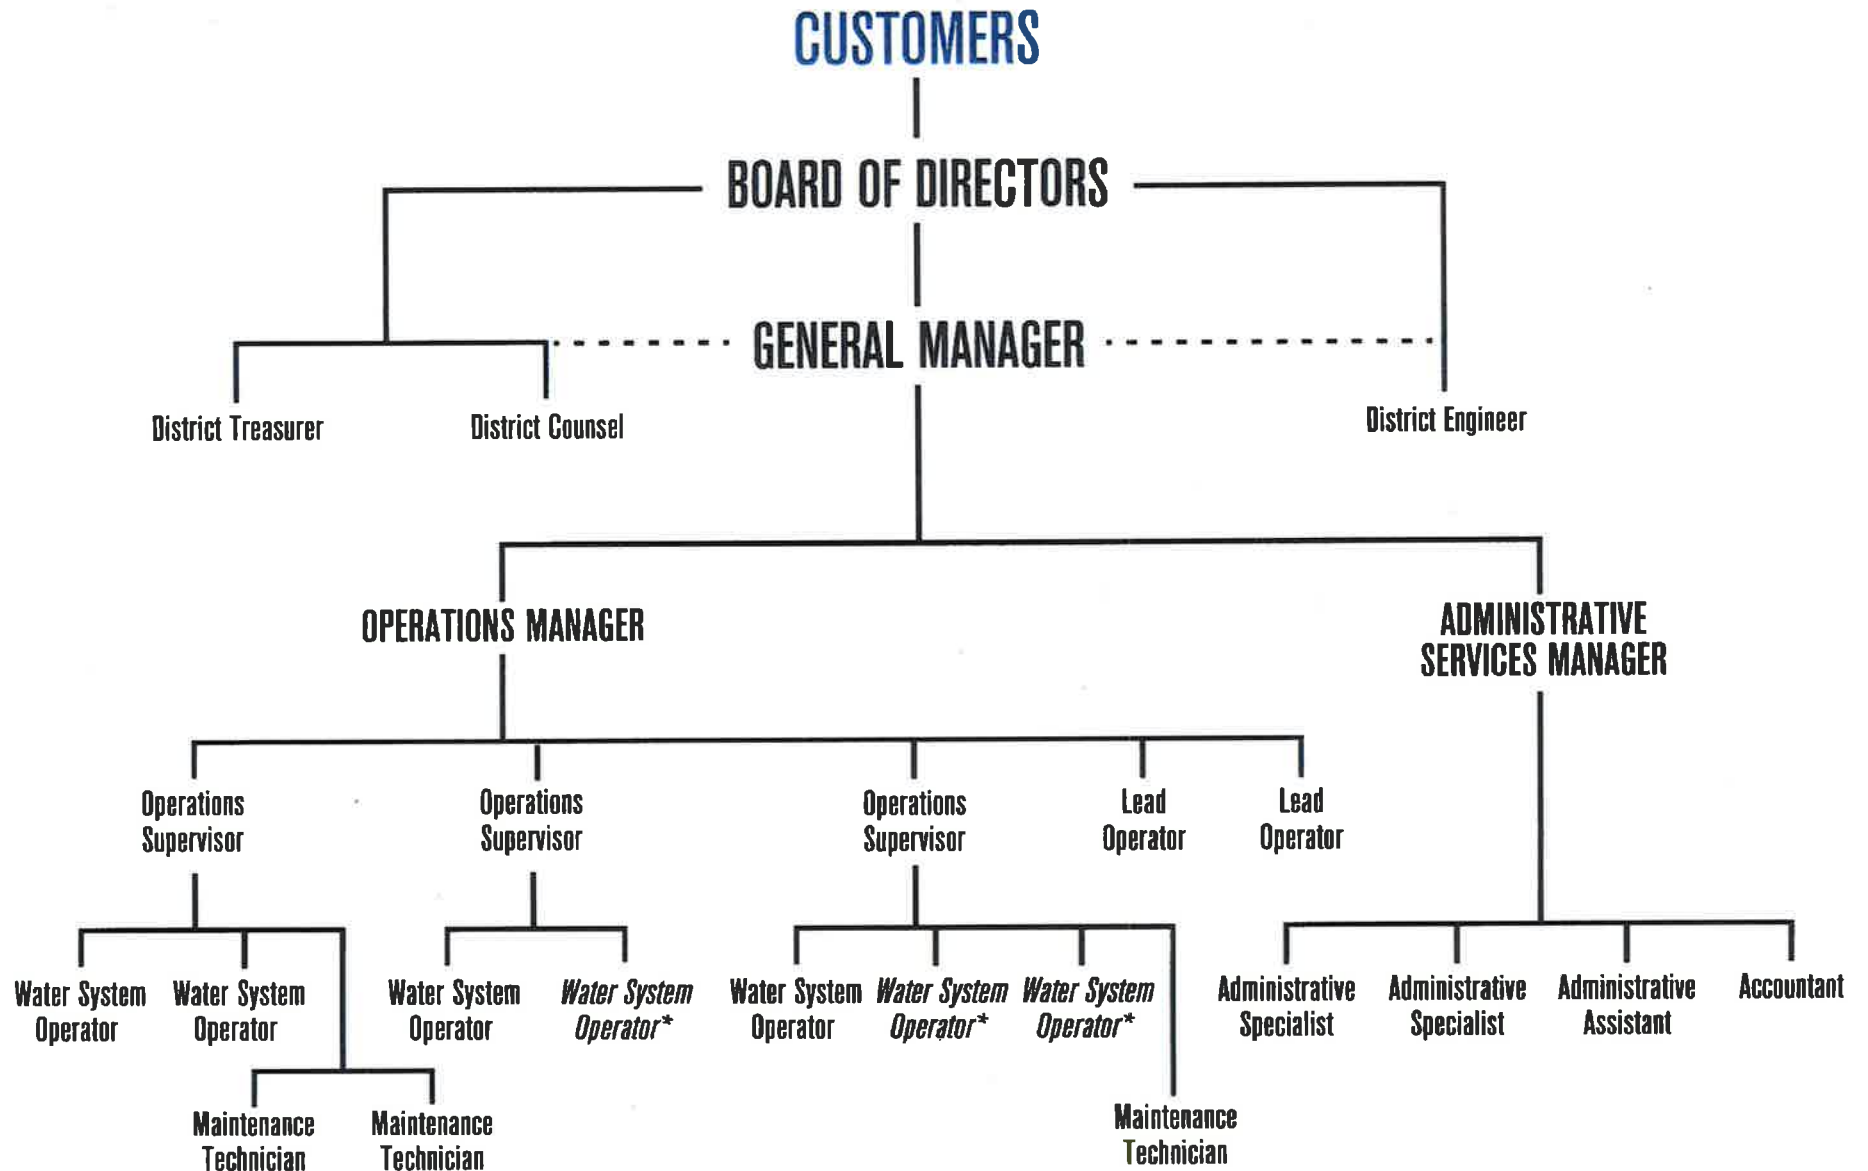 CUSTOMERS
BOARD OF DIRECTORS
GENERAL MANAGER
District Treasurer
District Counsel
District Engineer
OPERATIONS MANAGER
ADMINISTRATIVE
SERVICES MANAGER
Operations
Supervisor
Operations
Supervisor
Operations
Supervisor
Lead
Operator
Lead
Operator
Water System
Operator
Water System
Operator
Water System
Operator
Water System
Operator*
Water System
Operator
Water System
Operator*
Water System
Operator*
Administrative
Specialist
Administrative
Specialist
Administrative
Assistant
Accountant
Maintenance
Technician
Maintenance
Technician
Maintenance
Technician